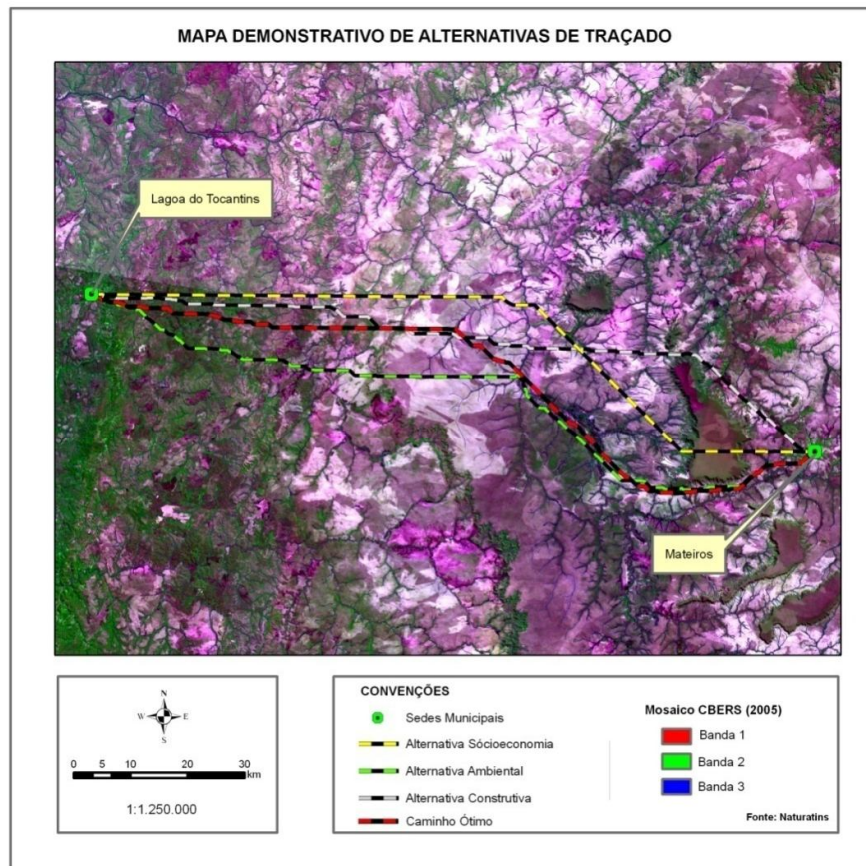 MAPA DEMONSTRATIVO DE ALTERNATIVAS DE TRAÇADO
Lagoa do Tocantins
Mateiros
N
W E
S
0 5 10 20 30
km
1:1.250.000
CONVENÇÕES
Sedes Municipais
Alternativa Sócioeconomia
Alternativa Ambiental
Alternativa Construtiva
Caminho Ótimo
Mosaico CBERS (2005)
Banda 1
Banda 2
Banda 3
Fonte: Naturatins